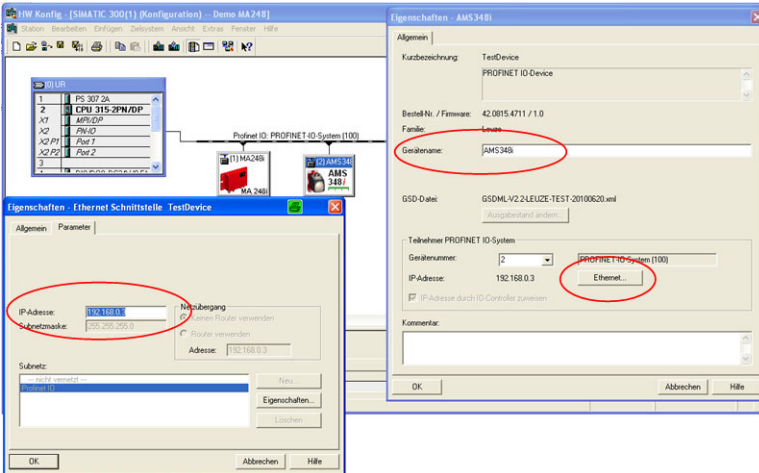 HW Konfig - [SIMATIC 300(1) (Konfiguration) -- Demo MA248]
Station Bearbeiten Einfügen Zielsystem Ansicht Extras Fenster Hilfe
(0) UR
1 PS 307 2A
2 CPU 315-2PN/DP
X1 MPI/DP
X2 PN-IO
X2 P1 Port 1
X2 P2 Port 2
3
Profinet IO: PROFINET-IO-System (100)
(1) MA248i
MA 248i
(2) AMS348
AMS
348i
Eigenschaften - AMS348i
Allgemein
Kurzbezeichnung: TestDevice
PROFINET IO-Device
Bestell-Nr. / Firmware: 42.0815.4711 / 1.0
Familie: Leuze
Gerätename: AMS348i
GSD-Datei: GSDML-V2.2-LEUZE-TEST-20100620.xml
Ausgabestand ändern...
Teilnehmer PROFINET IO-System
Gerätenummer: 2 PROFINET-IO-System (100)
IP-Adresse: 192.168.0.3 Ethernet...
IP-Adresse durch IO-Controller zuweisen
Kommentar:
OK Abbrechen Hilfe
Eigenschaften - Ethernet Schnittstelle TestDevice
Allgemein Parameter
IP-Adresse: 192.168.0.3
Subnetzmaske: 255.255.255.0
Netzübergang
Keinen Router verwenden
Router verwenden
Adresse: 192.168.0.3
Subnetz:
--- nicht vernetzt ---
Profinet IO
Neu...
Eigenschaften...
Löschen
OK Abbrechen Hilfe